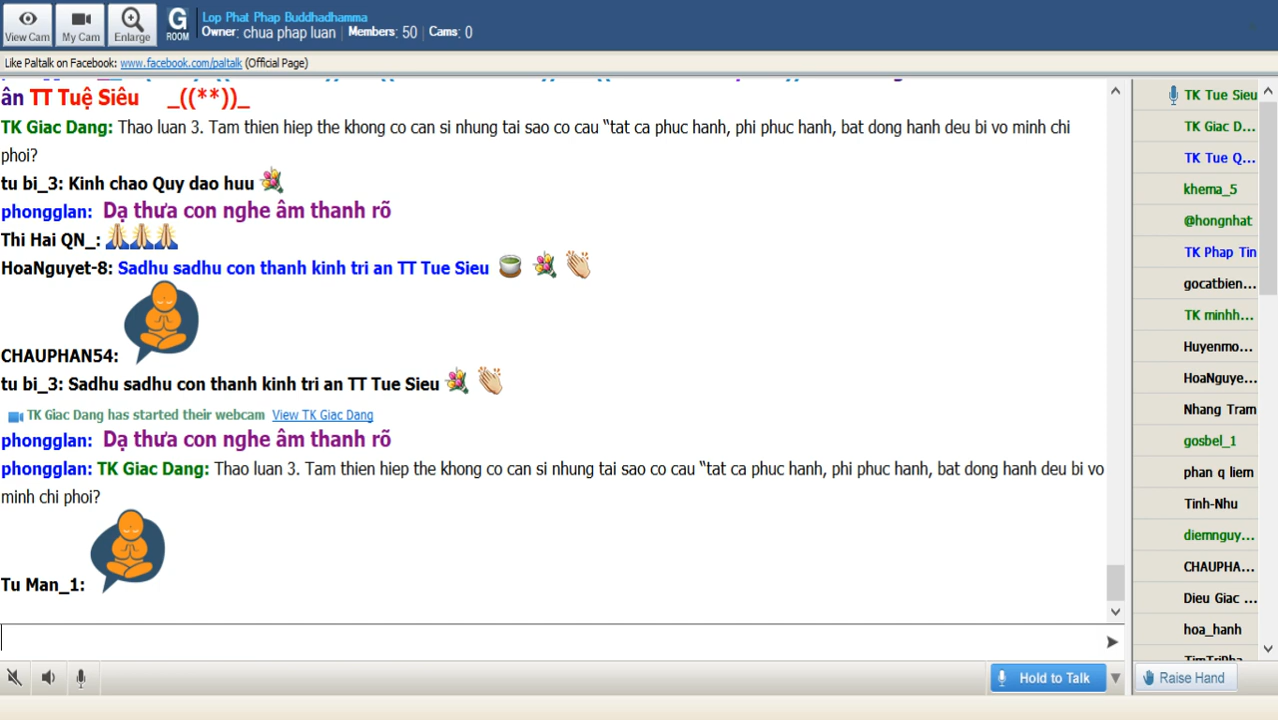 View Cam
My Cam
Enlarge
G
ROOM
Lop Phat Phap Buddhadhamma
Owner: chua phap luan | Members: 50 | Cams: 0
Like Paltalk on Facebook: www.facebook.com/paltalk (Official Page)
ân TT Tuệ Siêu _((**))_
TK Giac Dang: Thao luan 3. Tam thien hiep the khong co can si nhung tai sao co cau “tat ca phuc hanh, phi phuc hanh, bat dong hanh deu bi vo minh chi
phoi?
tu bi_3: Kinh chao Quy dao huu
phongglan: Dạ thưa con nghe âm thanh rõ
Thi Hai QN_:
HoaNguyet-8: Sadhu sadhu con thanh kinh tri an TT Tue Sieu
CHAUPHAN54:
tu bi_3: Sadhu sadhu con thanh kinh tri an TT Tue Sieu
TK Giac Dang has started their webcam View TK Giac Dang
phongglan: Dạ thưa con nghe âm thanh rõ
phongglan: TK Giac Dang: Thao luan 3. Tam thien hiep the khong co can si nhung tai sao co cau “tat ca phuc hanh, phi phuc hanh, bat dong hanh deu bi vo
minh chi phoi?
Tu Man_1:
TK Tue Sieu
TK Giac D...
TK Tue Q...
khema_5
@hongnhat
TK Phap Tin
gocatbien...
TK minhh...
Huyenmo...
HoaNguye...
Nhang Tram
gosbel_1
phan q liem
Tinh-Nhu
diemnguy...
CHAUPHA...
Dieu Giac ...
hoa_hanh
Hold to Talk
Raise Hand